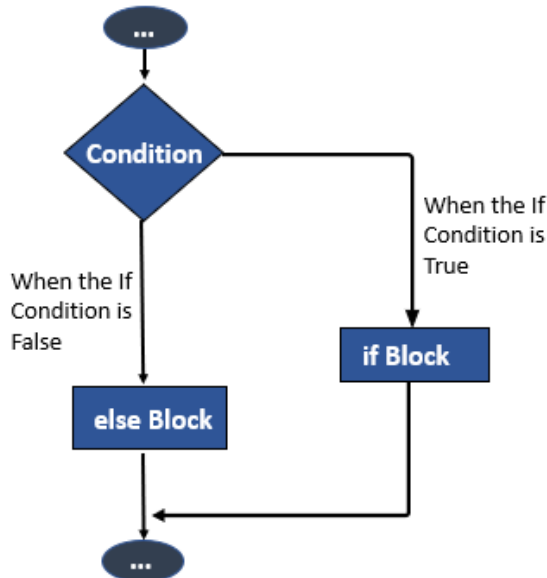 ...
Condition
When the If
Condition is
True
When the If
Condition is
False
if Block
else Block
...